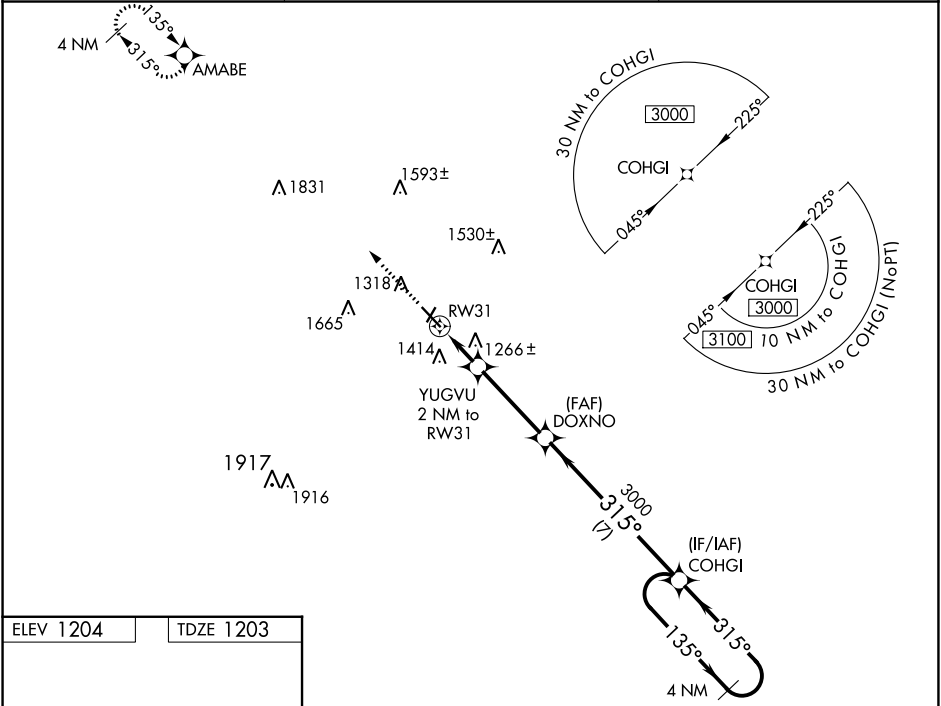 135°
4 NM
315°
AMABE
30 NM to COHGI
3000
225°
COHGI
045°
225°
COHGI
3000
045°
3100
10 NM to COHGI
30 NM to COHGI (NoPT)
1831
1593±
1530±
1318
1665
RW31
1414
1266±
YUGVU
2 NM to
RW31
(FAF)
DOXNO
1917
1916
3000
315°
(7)
(IF/IAF)
COHGI
315°
135°
4 NM
ELEV 1204
TDZE 1203